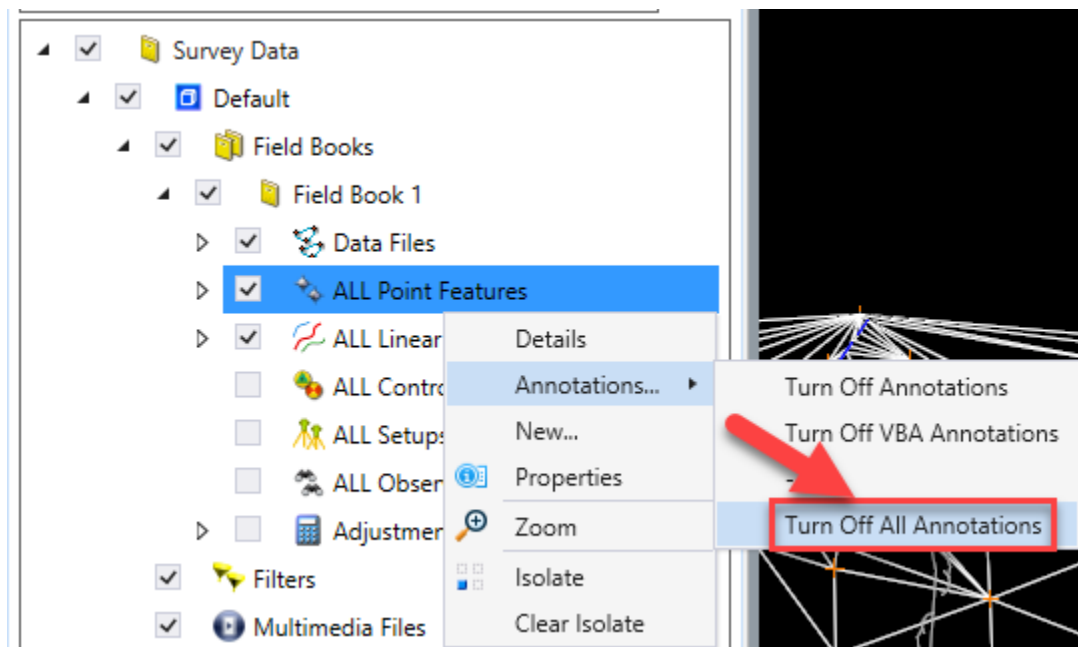 Survey Data
Default
Field Books
Field Book 1
Data Files
ALL Point Features
ALL Linear
ALL Contro
ALL Setups
ALL Obser
Adjustmer
Filters
Multimedia Files
Details
Annotations...
New...
Properties
Zoom
Isolate
Clear Isolate
Turn Off Annotations
Turn Off VBA Annotations
-
Turn Off All Annotations